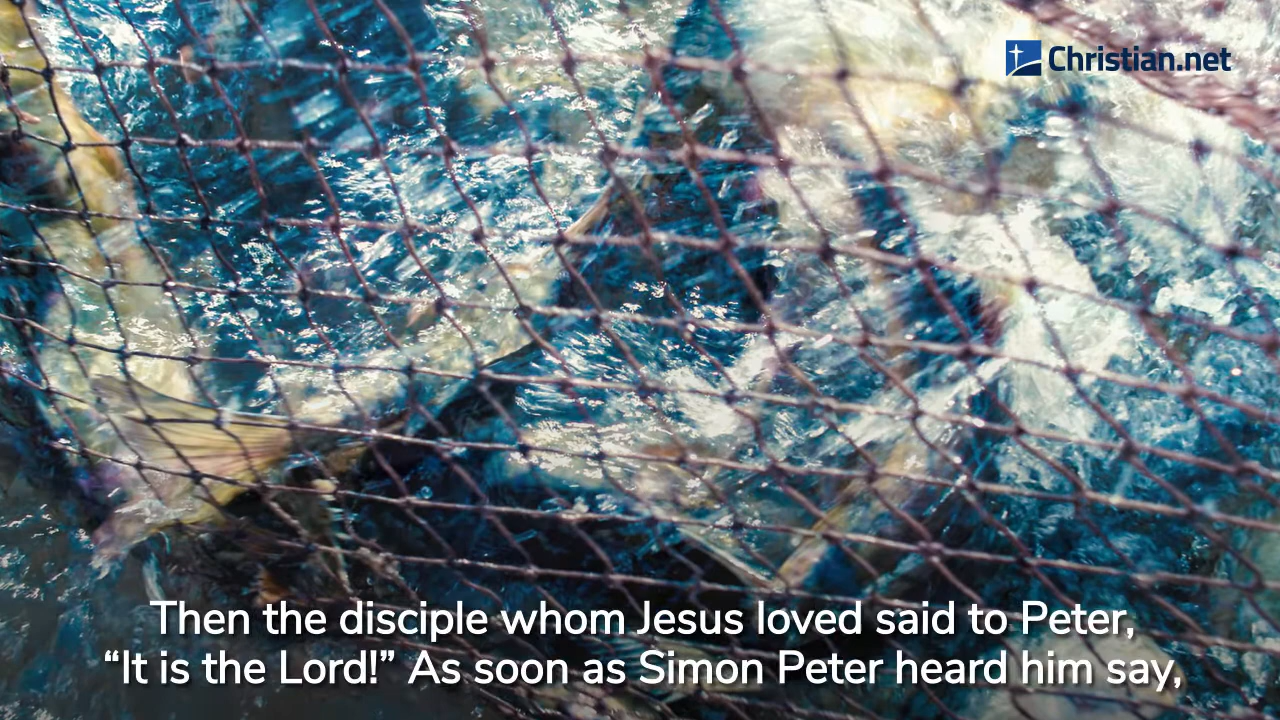 Christian.net
Then the disciple whom Jesus loved said to Peter,
“It is the Lord!” As soon as Simon Peter heard him say,